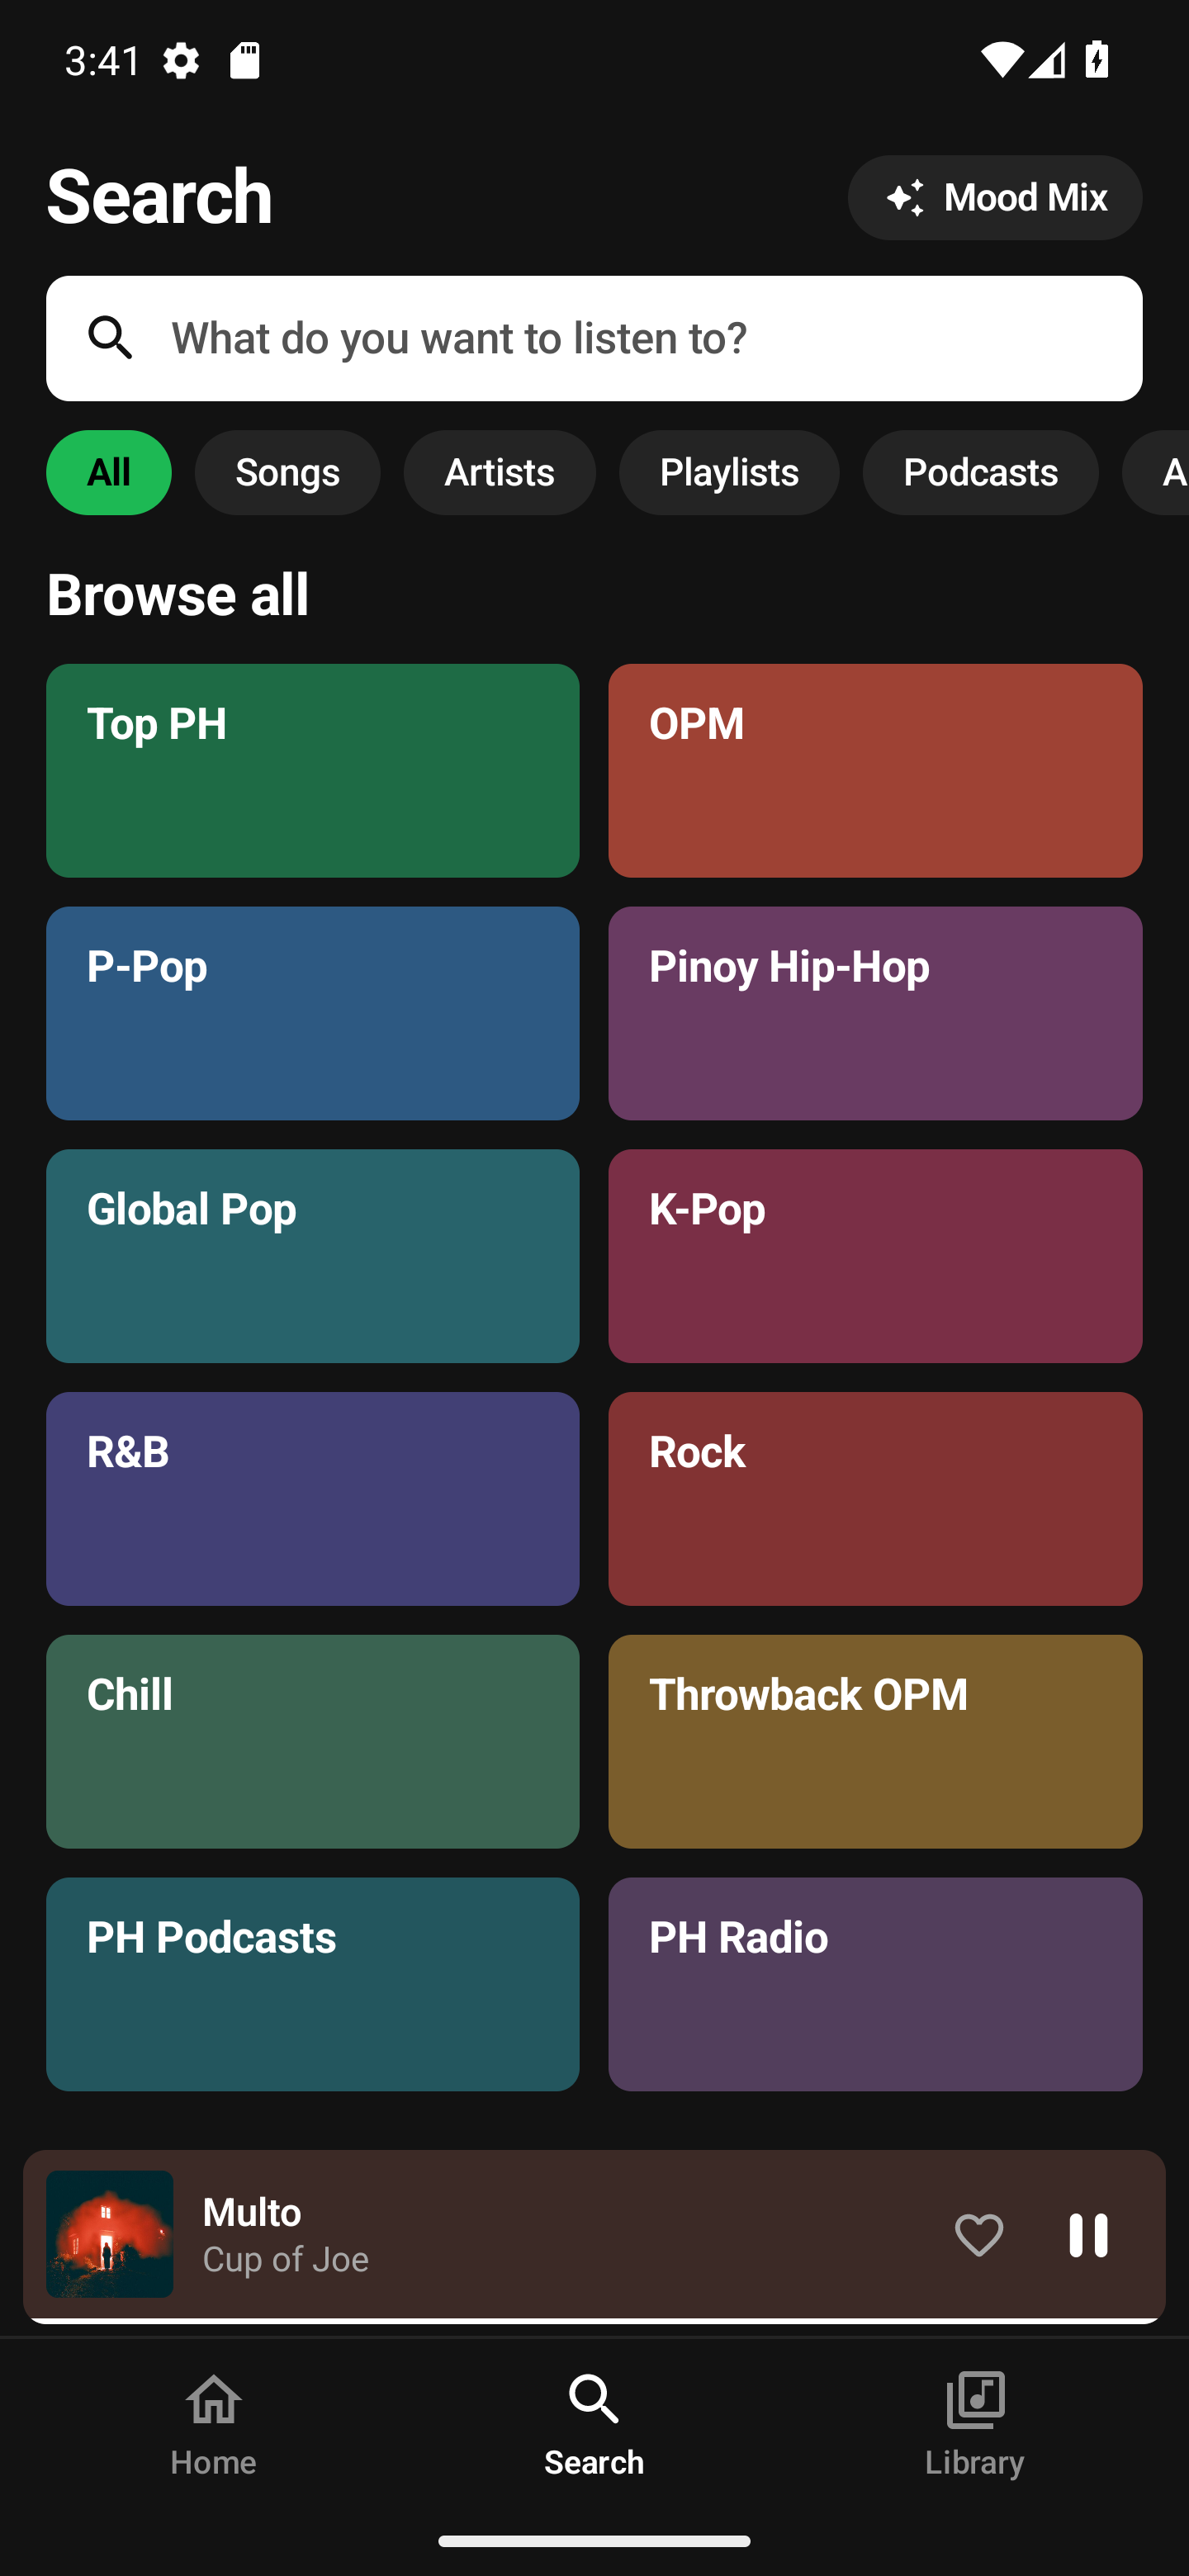 3:41
Search
Mood Mix
What do you want to listen to?
All
Songs
Artists
Playlists
Podcasts
A
Browse all
Top PH
OPM
P-Pop
Pinoy Hip-Hop
Global Pop
K-Pop
R&B
Rock
Chill
Throwback OPM
PH Podcasts
PH Radio
Multo
Cup of Joe
Home
Search
Library